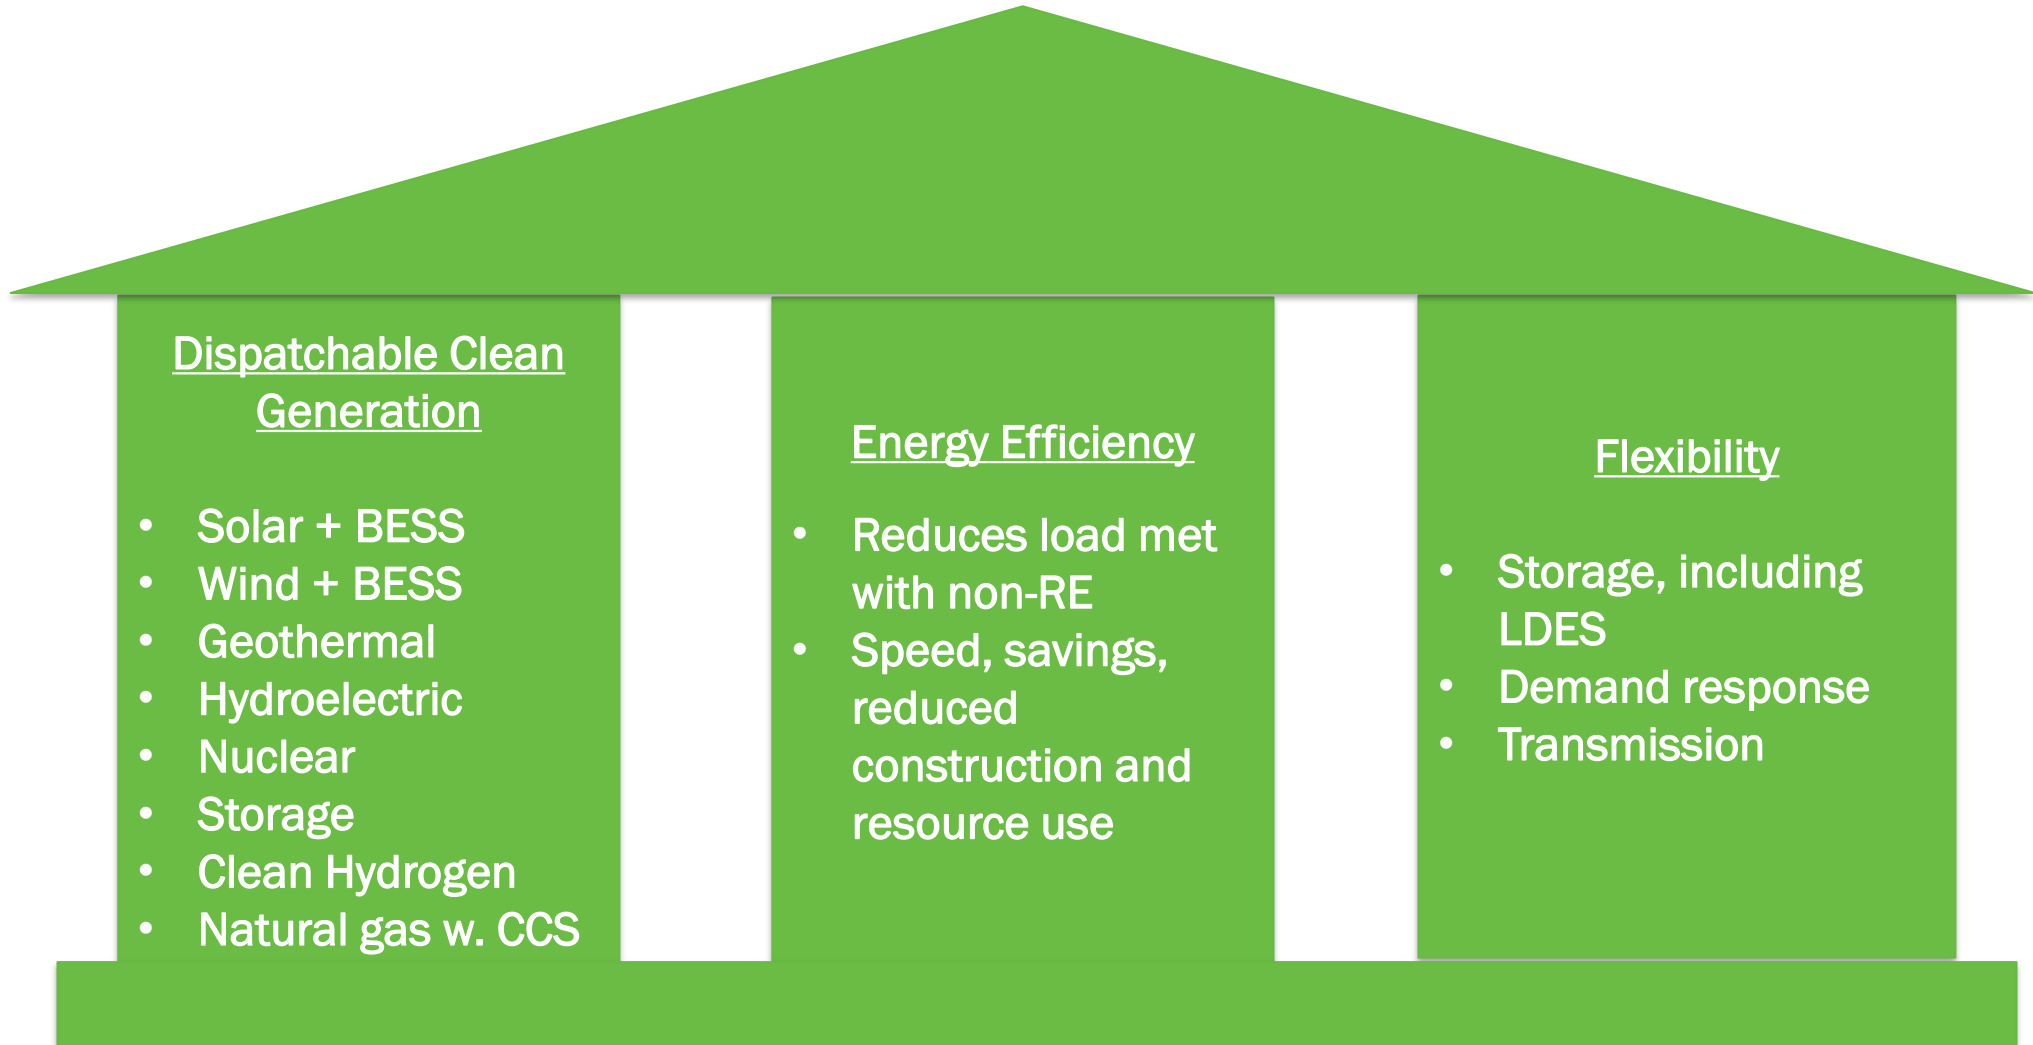 Dispatchable Clean
Generation
• Solar + BESS
• Wind + BESS
• Geothermal
• Hydroelectric
• Nuclear
• Storage
• Clean Hydrogen
• Natural gas w. CCS
Energy Efficiency
• Reduces load met
with non-RE
• Speed, savings,
reduced
construction and
resource use
Flexibility
• Storage, including
LDES
• Demand response
• Transmission